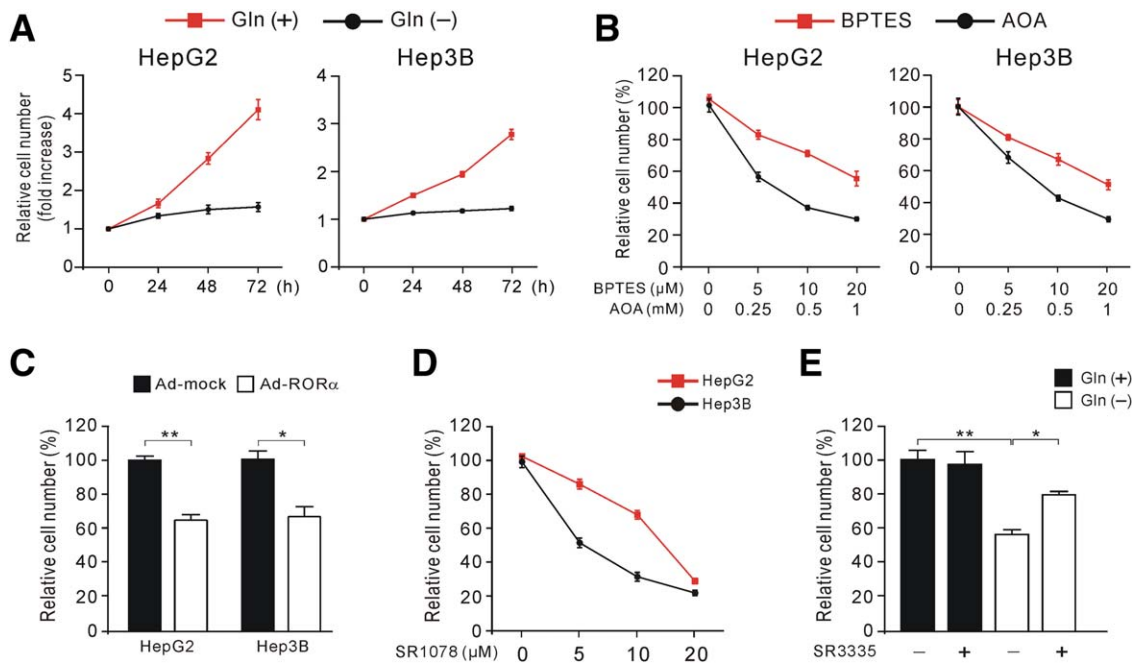 A
Gln (+) Gln (–)
HepG2 Hep3B
Relative cell number
(fold increase)
5
4
3
2
1
0
0 24 48 72 (h)
4
3
2
1
0
0 24 48 72 (h)
B
BPTES AOA
HepG2 Hep3B
Relative cell number (%)
120
100
80
60
40
20
0
120
100
80
60
40
20
0
BPTES (μM) 0 5 10 20 0 5 10 20
AOA (mM) 0 0.25 0.5 1 0 0.25 0.5 1
C
Ad-mock Ad-RORα
Relative cell number (%)
120
100
80
60
40
20
0
** *
HepG2 Hep3B
D
HepG2
Hep3B
Relative cell number (%)
120
100
80
60
40
20
0
SR1078 (μM) 0 5 10 20
E
Gln (+)
Gln (–)
Relative cell number (%)
120
100
80
60
40
20
0
** *
SR3335 – + – +